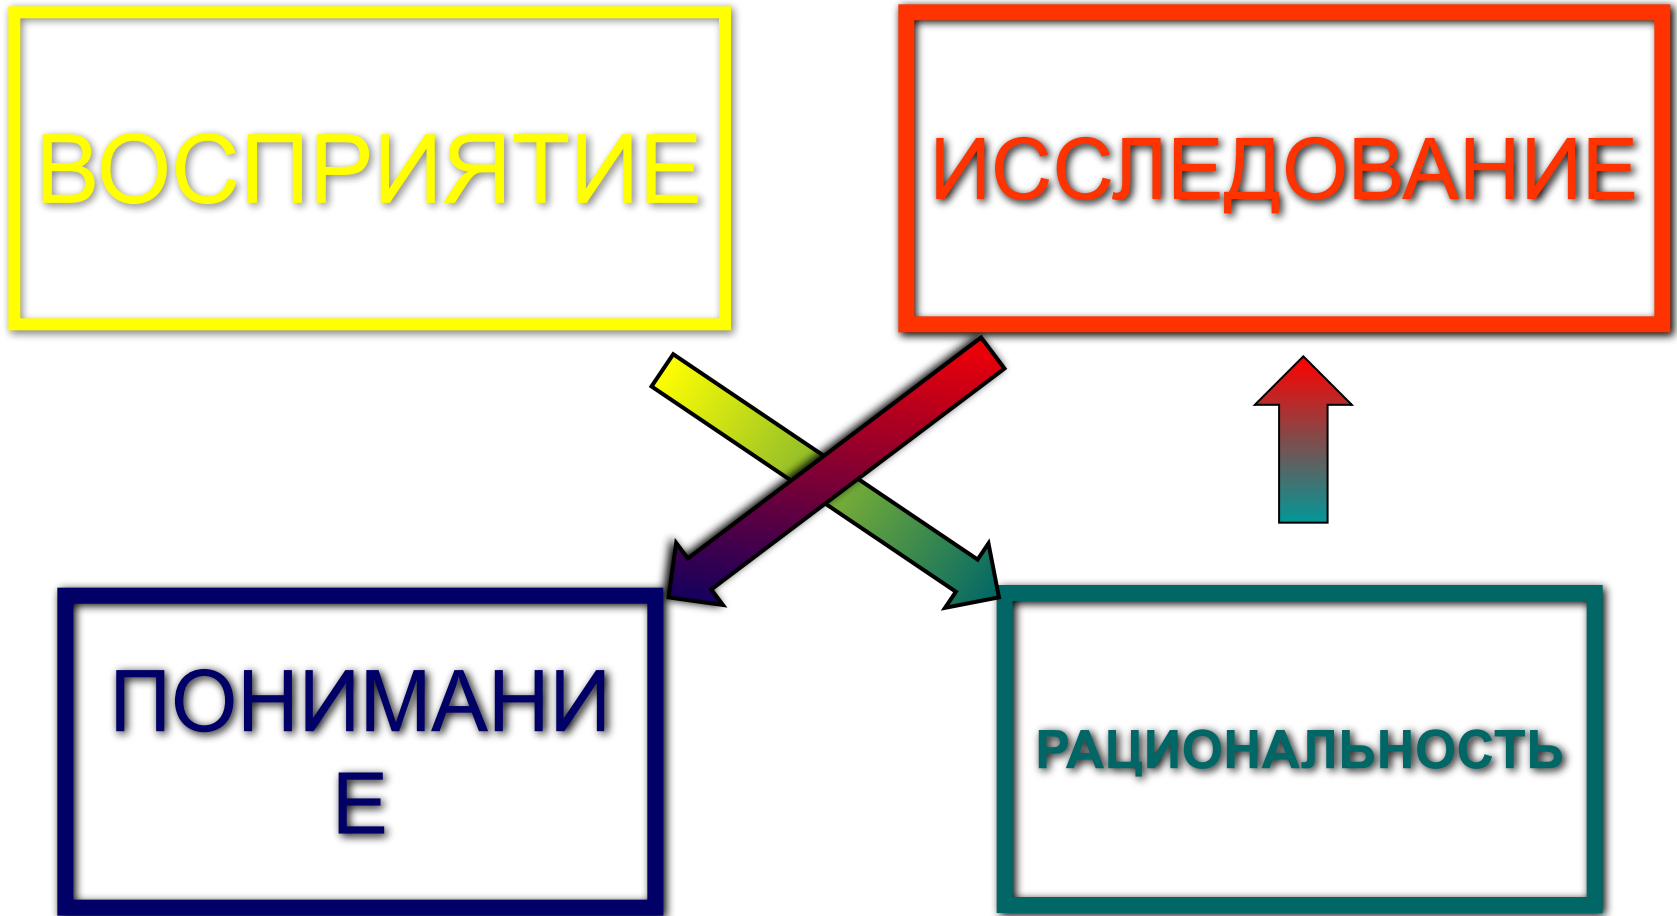 ВОСПРИЯТИЕ
ИССЛЕДОВАНИЕ
ПОНИМАНИ
Е
РАЦИОНАЛЬНОСТЬ